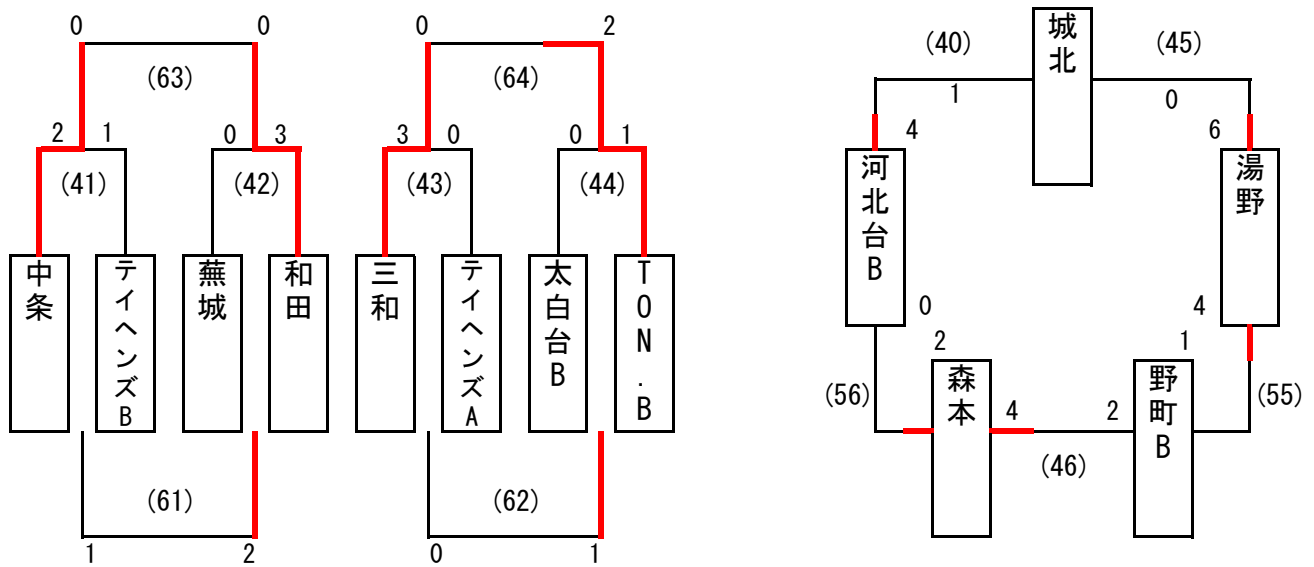 0 0 0 2
(63) (64)
2 1 0 3 3 0 0 1
(41) (42) (43) (44)
中条
テイヘンズB
蕪城
和田
三和
テイヘンズA
太白台B
TON.B
(61) (62)
1 2 0 1
城北
(40) (45)
1 0
4 6
河北台B
湯野
0 4
2 1
森本
野町B
(56) 4 2 (55)
(46)